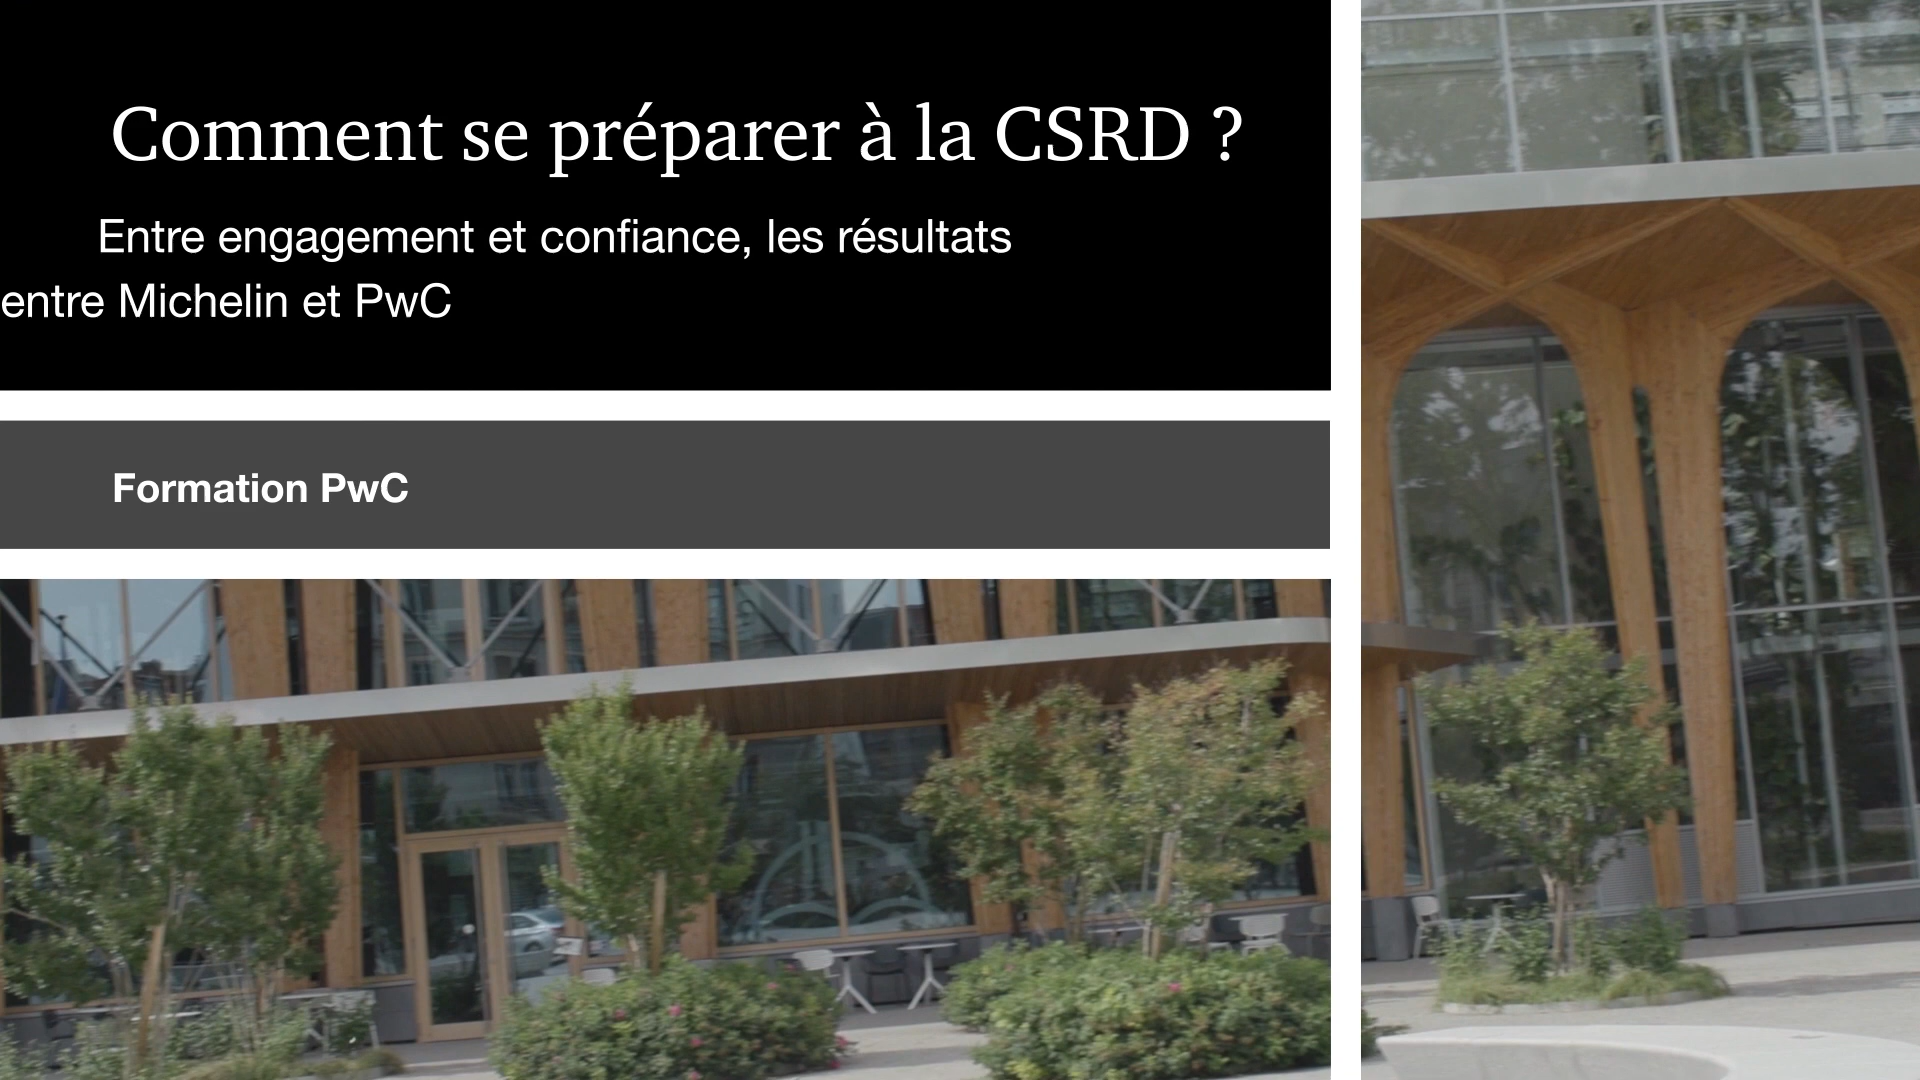 Comment se préparer à la CSRD ?
Entre engagement et confiance, les résultats
entre Michelin et PwC
Formation PwC